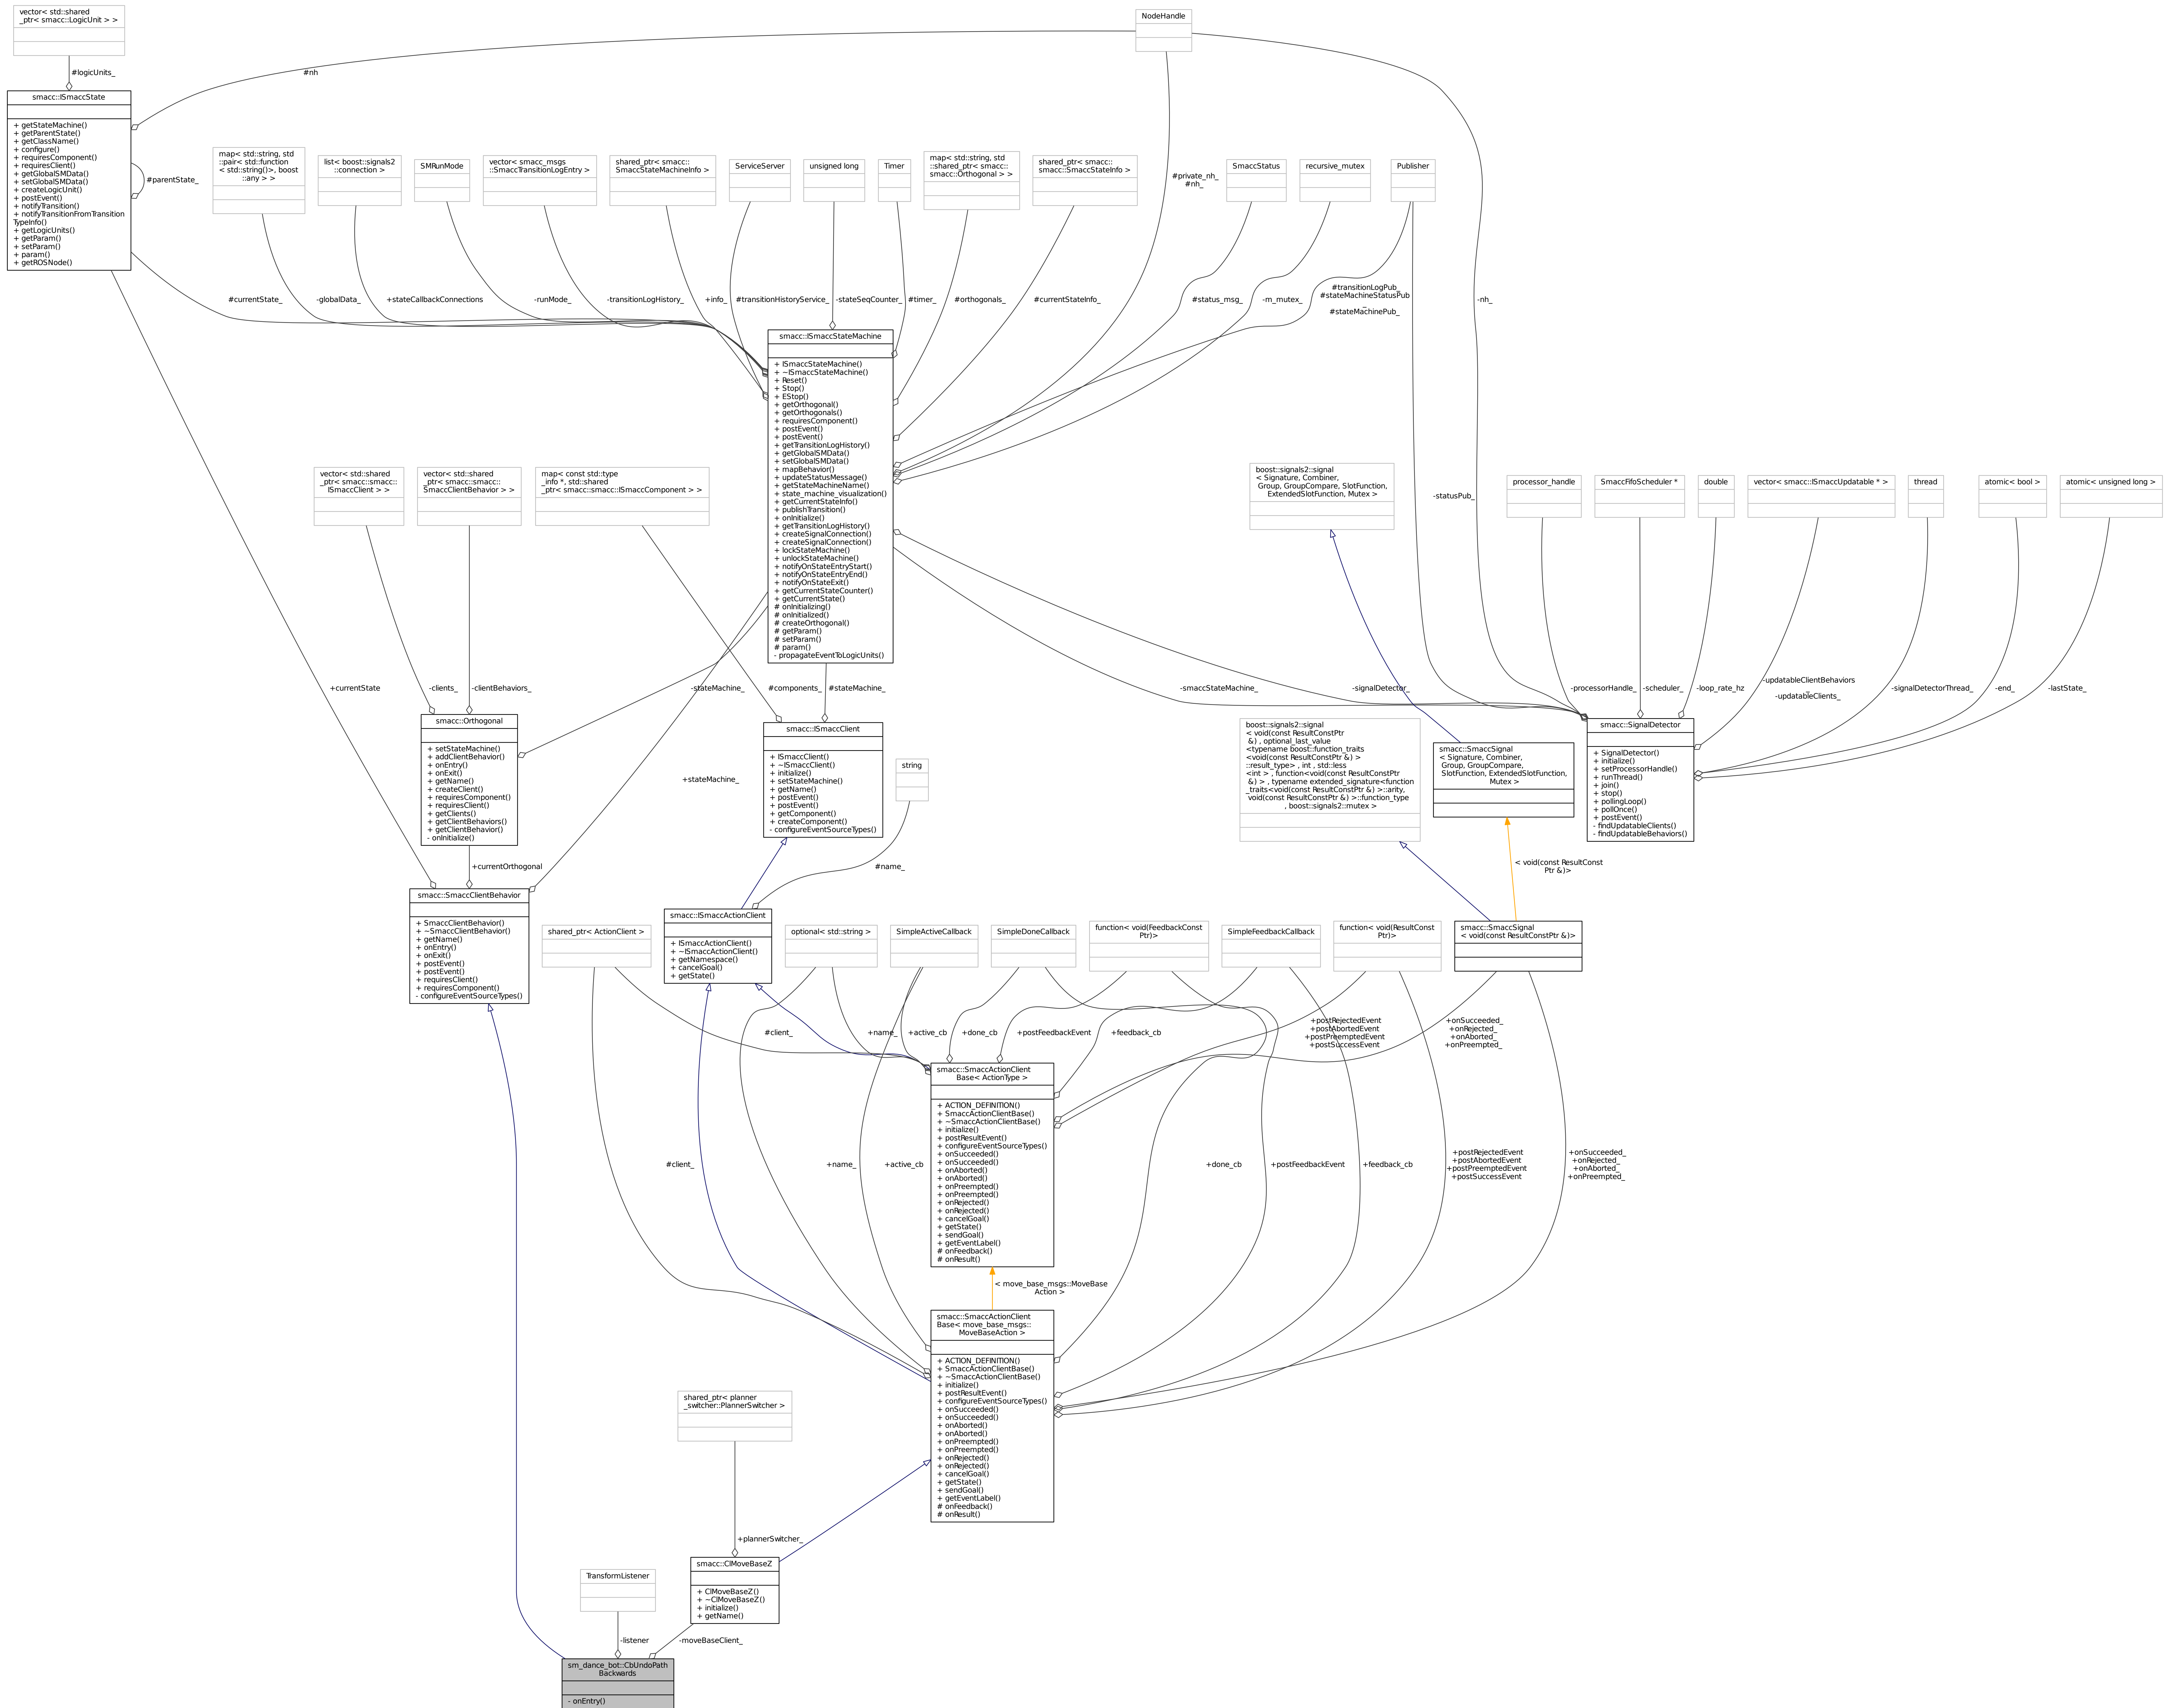 vector< std::shared
_ptr< smacc::LogicUnit > >
NodeHandle
#logicUnits_
#nh
smacc::ISmaccState
+ getStateMachine()
+ getParentState()
+ getClassName()
+ configure()
+ requiresComponent()
+ requiresClient()
+ getGlobalSMData()
+ setGlobalSMData()
+ createLogicUnit()
+ postEvent()
+ notifyTransition()
+ notifyTransitionFromTransition
TypeInfo()
+ getLogicUnits()
+ getParam()
+ setParam()
+ param()
+ getROSNode()
#parentState_
map< std::string, std
::pair< std::function
< std::string()>, boost
::any > >
list< boost::signals2
::connection >
SMRunMode
vector< smacc_msgs
::SmaccTransitionLogEntry >
shared_ptr< smacc::
SmaccStateMachineInfo >
ServiceServer
unsigned long
Timer
map< std::string, std
::shared_ptr< smacc::
smacc::Orthogonal > >
shared_ptr< smacc::
smacc::SmaccStateInfo >
#private_nh_
#nh_
SmaccStatus
recursive_mutex
Publisher
#currentState_
-globalData_
+stateCallbackConnections
-runMode_
-transitionLogHistory_
+info_
#transitionHistoryService_
-stateSeqCounter_
#timer_
#orthogonals_
#currentStateInfo_
#status_msg_
-m_mutex_
#transitionLogPub_
#stateMachineStatusPub
_
#stateMachinePub_
-nh_
smacc::ISmaccStateMachine
+ ISmaccStateMachine()
+ ~ISmaccStateMachine()
+ Reset()
+ Stop()
+ EStop()
+ getOrthogonal()
+ getOrthogonals()
+ requiresComponent()
+ postEvent()
+ postEvent()
+ getTransitionLogHistory()
+ getGlobalSMData()
+ setGlobalSMData()
+ mapBehavior()
+ updateStatusMessage()
+ getStateMachineName()
+ state_machine_visualization()
+ getCurrentStateInfo()
+ publishTransition()
+ onInitialize()
+ getTransitionLogHistory()
+ createSignalConnection()
+ createSignalConnection()
+ lockStateMachine()
+ unlockStateMachine()
+ notifyOnStateEntryStart()
+ notifyOnStateEntryEnd()
+ notifyOnStateExit()
+ getCurrentStateCounter()
+ getCurrentState()
# onInitializing()
# onInitialized()
# createOrthogonal()
# getParam()
# setParam()
# param()
- propagateEventToLogicUnits()
vector< std::shared
_ptr< smacc::smacc::
ISmaccClient > >
vector< std::shared
_ptr< smacc::smacc::
SmaccClientBehavior > >
map< const std::type
_info *, std::shared
_ptr< smacc::smacc::ISmaccComponent > >
boost::signals2::signal
< Signature, Combiner,
Group, GroupCompare, SlotFunction,
ExtendedSlotFunction, Mutex >
-statusPub_
processor_handle
SmaccFifoScheduler *
double
vector< smacc::ISmaccUpdatable * >
thread
atomic< bool >
atomic< unsigned long >
+currentState
-clients_
-clientBehaviors_
-stateMachine_
#components_
#stateMachine_
-smaccStateMachine_
-signalDetector_
-processorHandle_
-scheduler_
-loop_rate_hz
-updatableClientBehaviors
_
-updatableClients_
-signalDetectorThread_
-end_
-lastState_
smacc::Orthogonal
+ setStateMachine()
+ addClientBehavior()
+ onEntry()
+ onExit()
+ getName()
+ createClient()
+ requiresComponent()
+ requiresClient()
+ getClients()
+ getClientBehaviors()
+ getClientBehavior()
- onInitialize()
+stateMachine_
smacc::ISmaccClient
+ ISmaccClient()
+ ~ISmaccClient()
+ initialize()
+ setStateMachine()
+ getName()
+ postEvent()
+ postEvent()
+ getComponent()
+ createComponent()
- configureEventSourceTypes()
string
boost::signals2::signal
< void(const ResultConstPtr
&) , optional_last_value
<typename boost::function_traits
<void(const ResultConstPtr &) >
::result_type> , int , std::less
<int > , function<void(const ResultConstPtr
&) > , typename extended_signature<function
_traits<void(const ResultConstPtr &) >::arity,
void(const ResultConstPtr &) >::function_type
, boost::signals2::mutex >
smacc::SmaccSignal
< Signature, Combiner,
Group, GroupCompare,
SlotFunction, ExtendedSlotFunction,
Mutex >
smacc::SignalDetector
+ SignalDetector()
+ initialize()
+ setProcessorHandle()
+ runThread()
+ join()
+ stop()
+ pollingLoop()
+ pollOnce()
+ postEvent()
- findUpdatableClients()
- findUpdatableBehaviors()
+currentOrthogonal
#name_
< void(const ResultConst
Ptr &)>
smacc::SmaccClientBehavior
+ SmaccClientBehavior()
+ ~SmaccClientBehavior()
+ getName()
+ onEntry()
+ onExit()
+ postEvent()
+ postEvent()
+ requiresClient()
+ requiresComponent()
- configureEventSourceTypes()
shared_ptr< ActionClient >
smacc::ISmaccActionClient
+ ISmaccActionClient()
+ ~ISmaccActionClient()
+ getNamespace()
+ cancelGoal()
+ getState()
optional< std::string >
SimpleActiveCallback
SimpleDoneCallback
function< void(FeedbackConst
Ptr)>
SimpleFeedbackCallback
function< void(ResultConst
Ptr)>
smacc::SmaccSignal
< void(const ResultConstPtr &)>
#client_
+name_
+active_cb
+done_cb
+postFeedbackEvent
+feedback_cb
+postRejectedEvent
+postAbortedEvent
+postPreemptedEvent
+postSuccessEvent
+onSucceeded_
+onRejected_
+onAborted_
+onPreempted_
smacc::SmaccActionClient
Base< ActionType >
+ ACTION_DEFINITION()
+ SmaccActionClientBase()
+ ~SmaccActionClientBase()
+ initialize()
+ postResultEvent()
+ configureEventSourceTypes()
+ onSucceeded()
+ onSucceeded()
+ onAborted()
+ onAborted()
+ onPreempted()
+ onPreempted()
+ onRejected()
+ onRejected()
+ cancelGoal()
+ getState()
+ sendGoal()
+ getEventLabel()
# onFeedback()
# onResult()
#client_
+name_
+active_cb
+done_cb
+postFeedbackEvent
+feedback_cb
+postRejectedEvent
+postAbortedEvent
+postPreemptedEvent
+postSuccessEvent
+onSucceeded_
+onRejected_
+onAborted_
+onPreempted_
< move_base_msgs::MoveBase
Action >
smacc::SmaccActionClient
Base< move_base_msgs::
MoveBaseAction >
+ ACTION_DEFINITION()
+ SmaccActionClientBase()
+ ~SmaccActionClientBase()
+ initialize()
+ postResultEvent()
+ configureEventSourceTypes()
+ onSucceeded()
+ onSucceeded()
+ onAborted()
+ onAborted()
+ onPreempted()
+ onPreempted()
+ onRejected()
+ onRejected()
+ cancelGoal()
+ getState()
+ sendGoal()
+ getEventLabel()
# onFeedback()
# onResult()
shared_ptr< planner
_switcher::PlannerSwitcher >
+plannerSwitcher_
smacc::ClMoveBaseZ
+ ClMoveBaseZ()
+ ~ClMoveBaseZ()
+ initialize()
+ getName()
TransformListener
-listener
-moveBaseClient_
sm_dance_bot::CbUndoPath
Backwards
- onEntry()